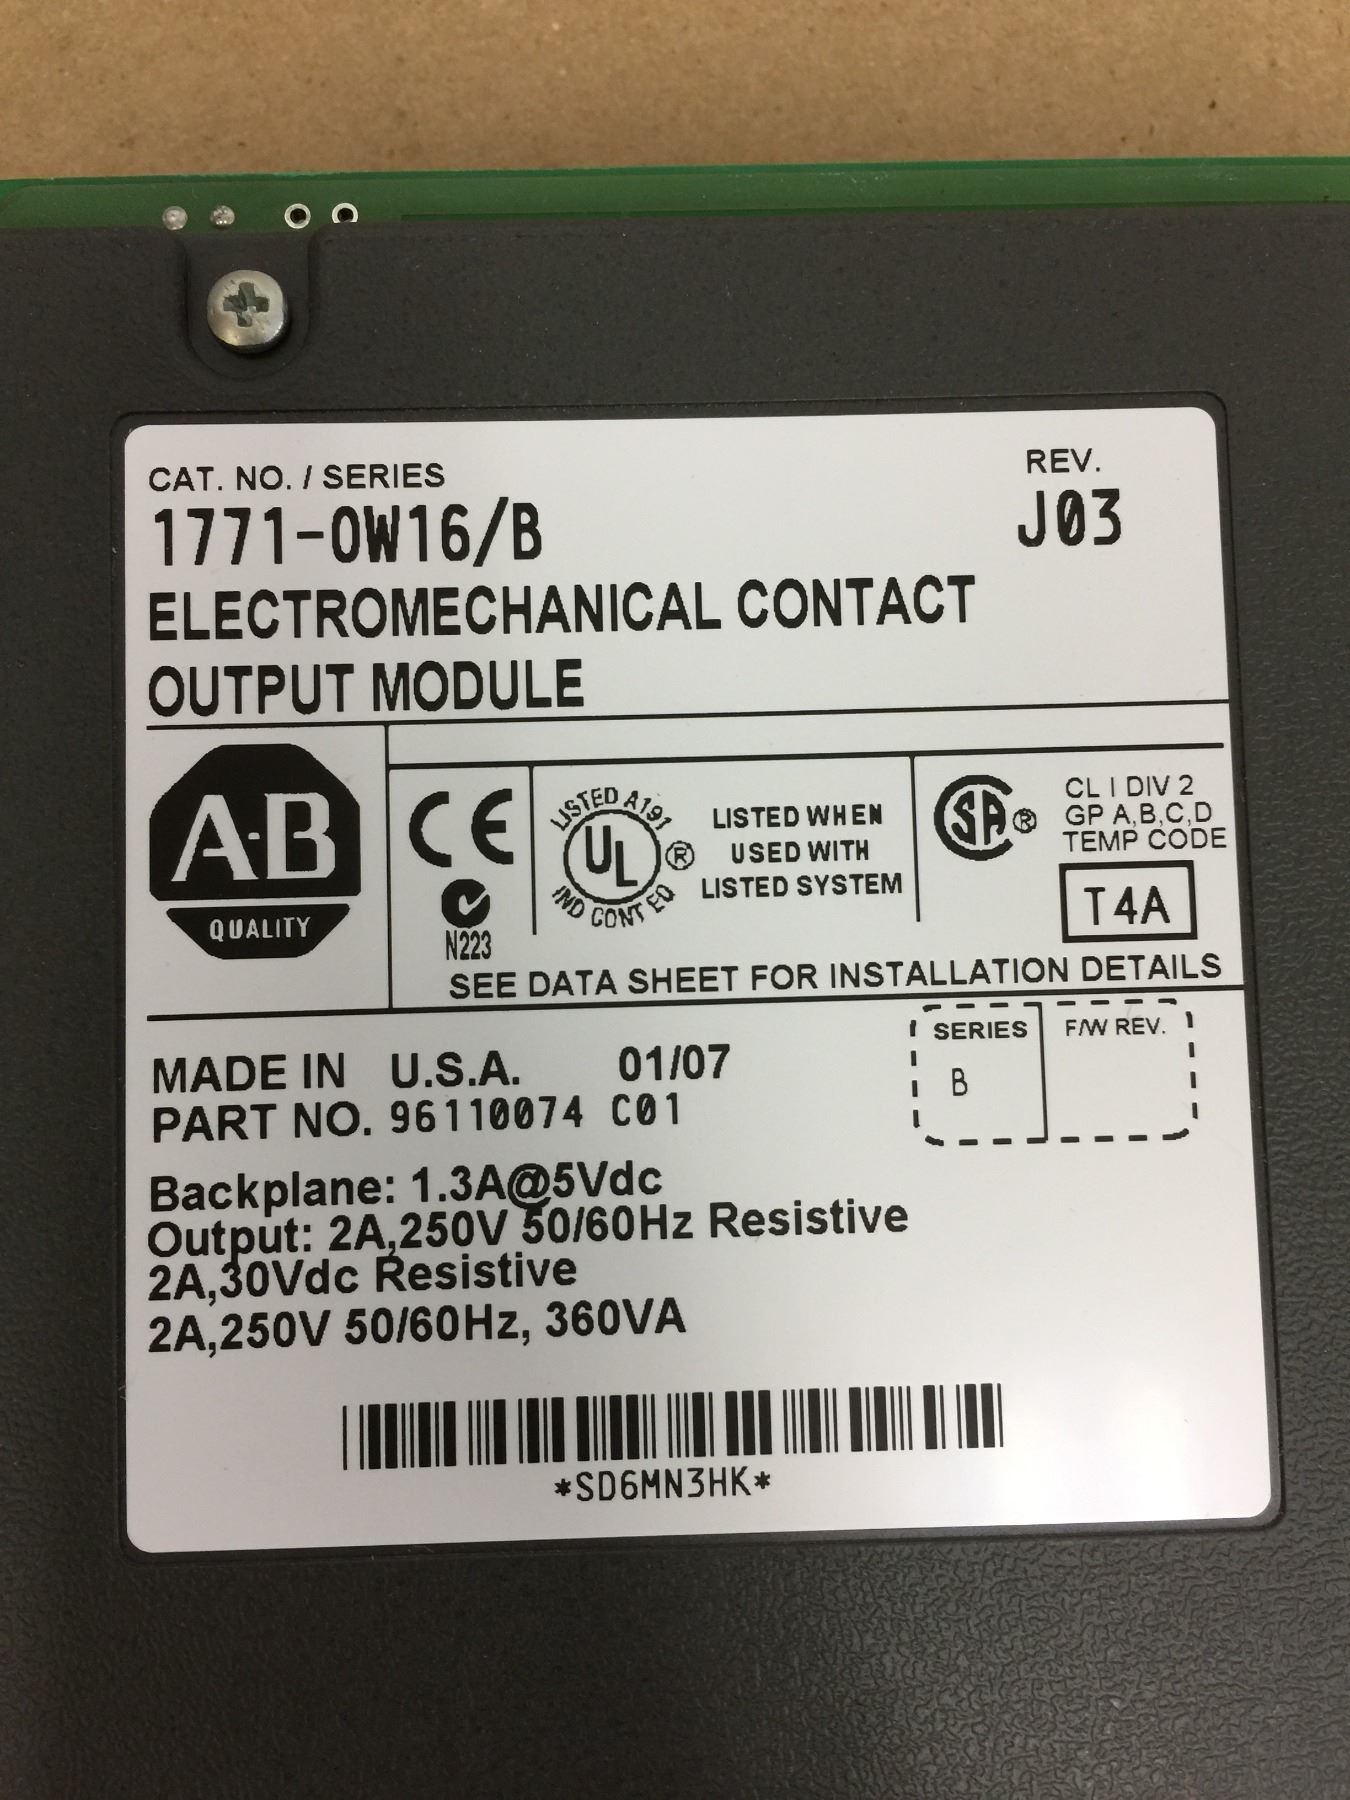 CAT. NO. / SERIES
1771-OW16/B
REV.
J03
ELECTROMECHANICAL CONTACT
OUTPUT MODULE
A-B
QUALITY
CE
N223
LISTED A191
UL ®
IND CONT EQ
LISTED WHEN
USED WITH
LISTED SYSTEM
SA ®
CL I DIV 2
GP A,B,C,D
TEMP CODE
T4A
SEE DATA SHEET FOR INSTALLATION DETAILS
MADE IN U.S.A. 01/07
PART NO. 96110074 C01
SERIES
B
F/W REV.
Backplane: 1.3A@5Vdc
Output: 2A,250V 50/60Hz Resistive
2A,30Vdc Resistive
2A,250V 50/60Hz, 360VA
*SD6MN3HK*